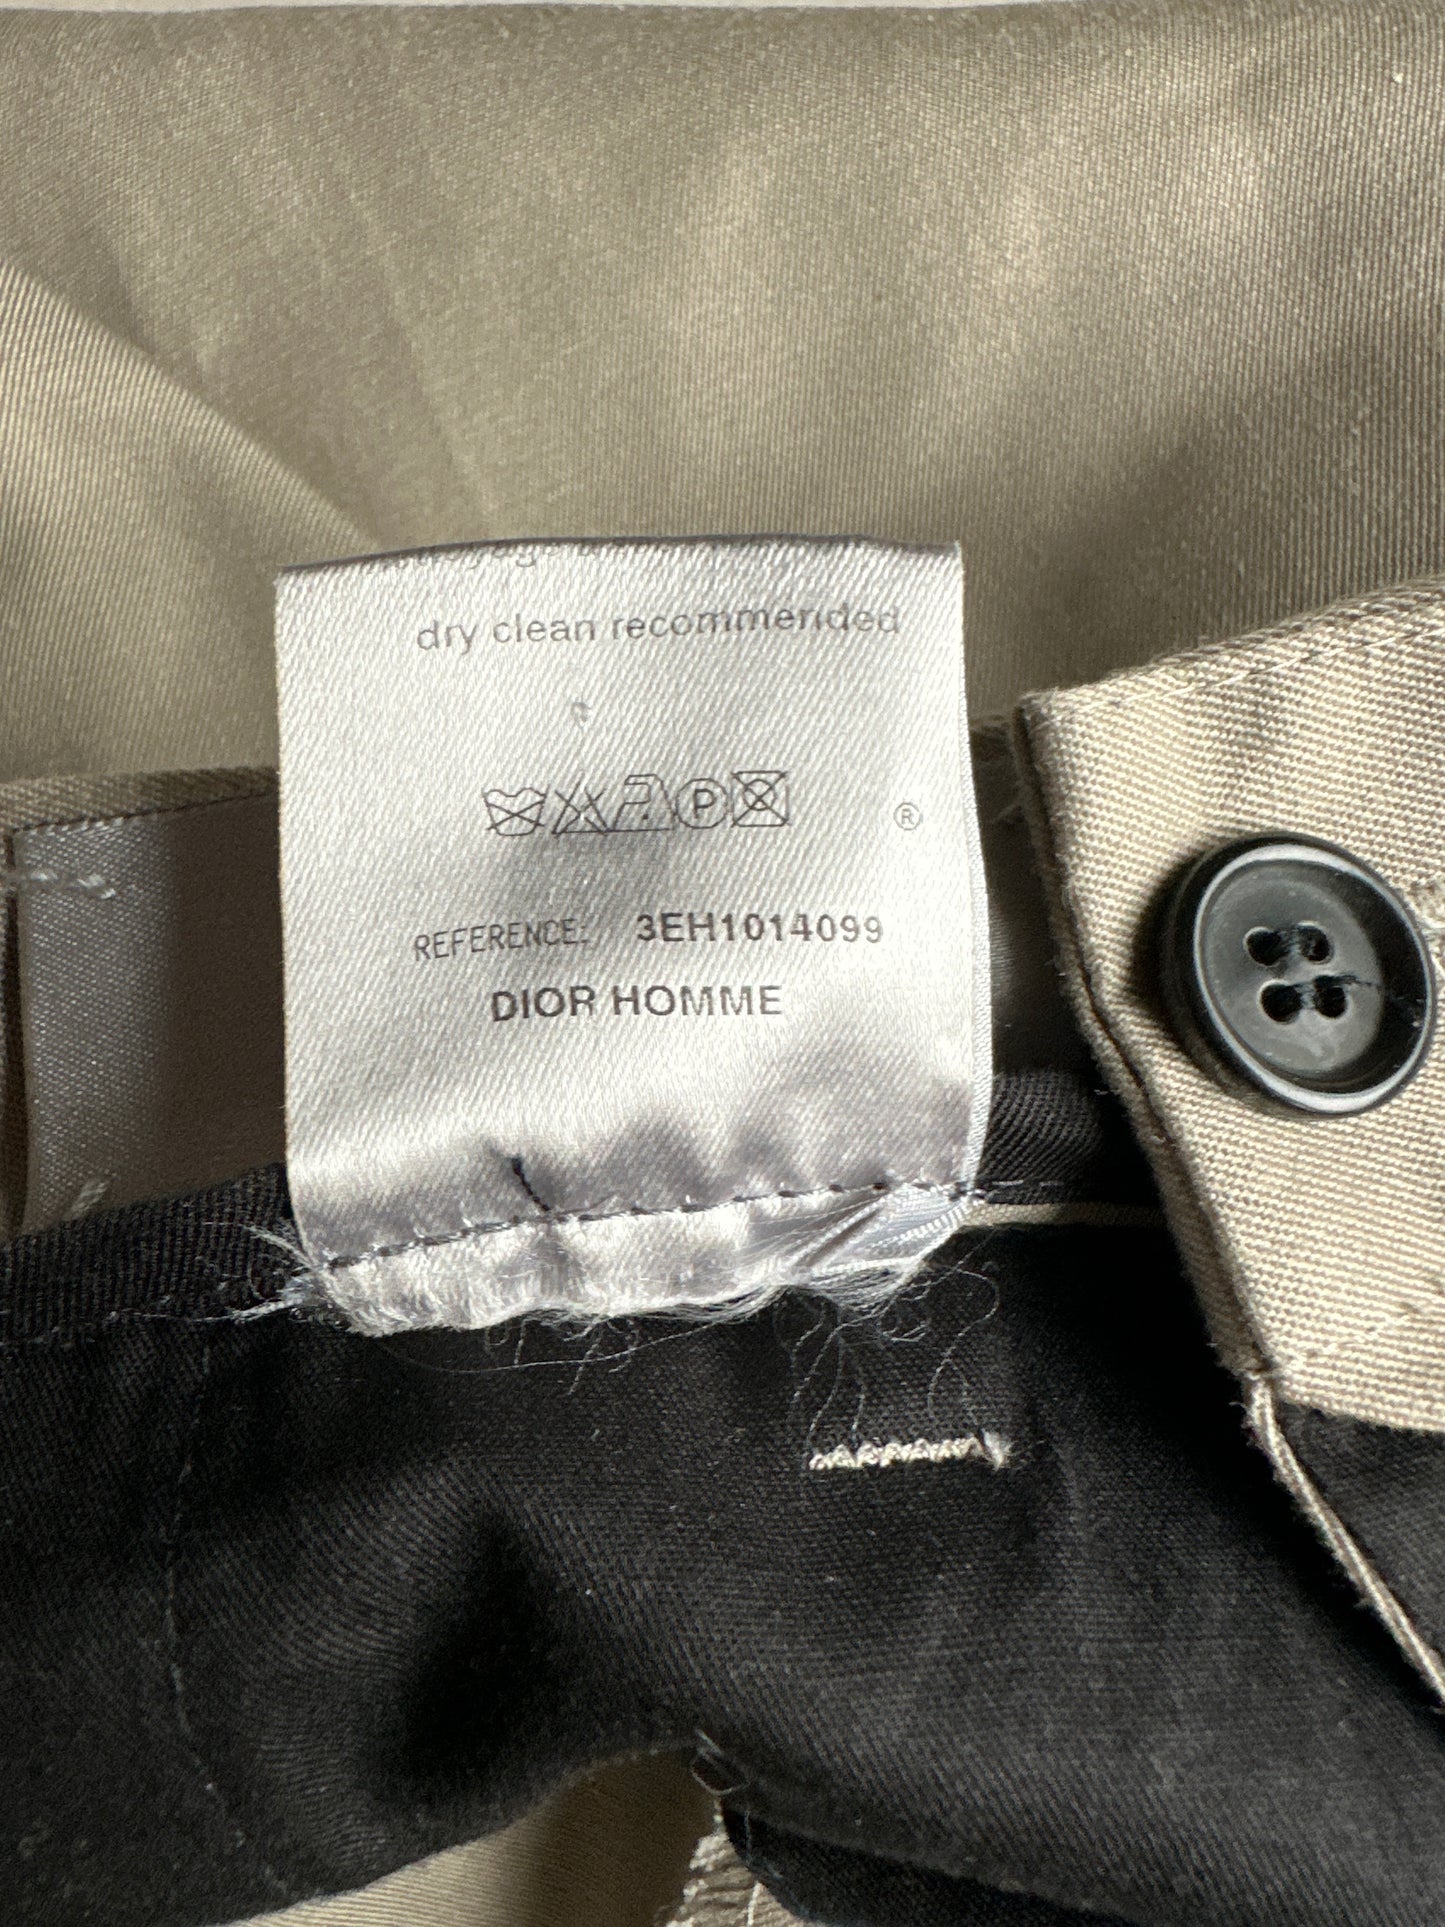 dry clean recommended
P
®
REFERENCE: 3EH1014099
DIOR HOMME